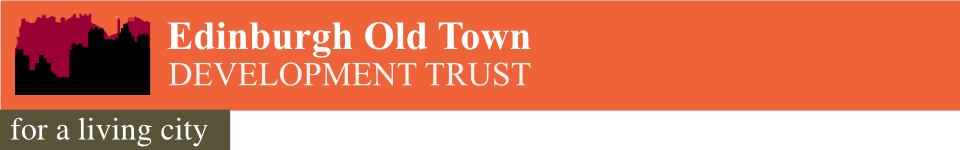 Edinburgh Old Town
DEVELOPMENT TRUST
for a living city